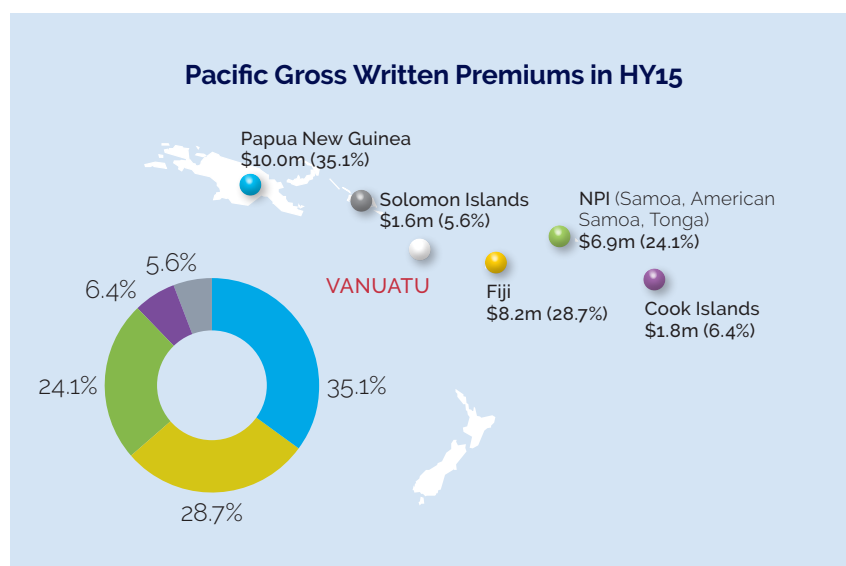 Pacific Gross Written Premiums in HY15
Papua New Guinea
$10.0m (35.1%)
Solomon Islands
$1.6m (5.6%)
NPI (Samoa, American
Samoa, Tonga)
$6.9m (24.1%)
VANUATU
Fiji
$8.2m (28.7%)
Cook Islands
$1.8m (6.4%)
5.6%
6.4%
24.1%
35.1%
28.7%